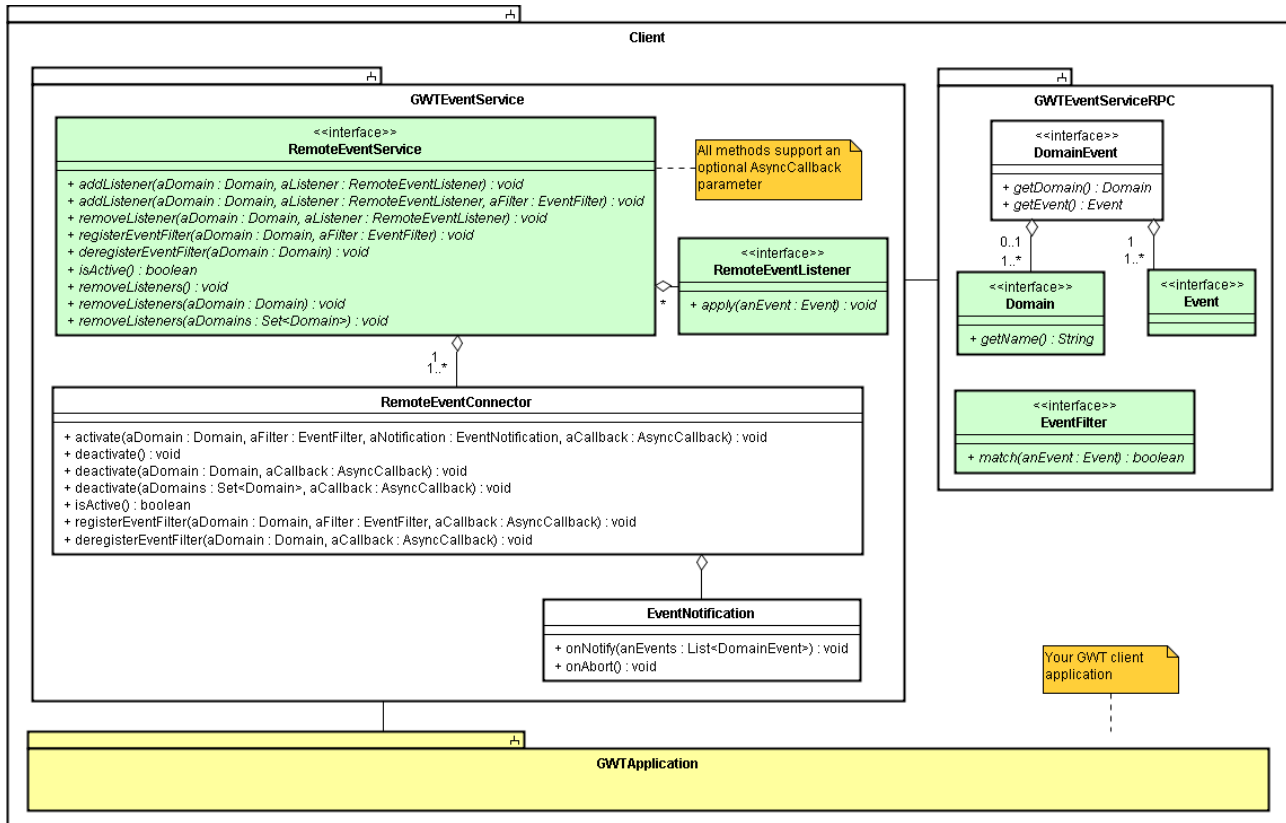 Client
GWTEventService
<<interface>>
RemoteEventService
+ addListener(aDomain : Domain, aListener : RemoteEventListener) : void
+ addListener(aDomain : Domain, aListener : RemoteEventListener, aFilter : EventFilter) : void
+ removeListener(aDomain : Domain, aListener : RemoteEventListener) : void
+ registerEventFilter(aDomain : Domain, aFilter : EventFilter) : void
+ deregisterEventFilter(aDomain : Domain) : void
+ isActive() : boolean
+ removeListeners() : void
+ removeListeners(aDomain : Domain) : void
+ removeListeners(aDomains : Set<Domain>) : void
All methods support an
optional AsyncCallback
parameter
*
<<interface>>
RemoteEventListener
+ apply(anEvent : Event) : void
1
1..*
RemoteEventConnector
+ activate(aDomain : Domain, aFilter : EventFilter, aNotification : EventNotification, aCallback : AsyncCallback) : void
+ deactivate() : void
+ deactivate(aDomain : Domain, aCallback : AsyncCallback) : void
+ deactivate(aDomains : Set<Domain>, aCallback : AsyncCallback) : void
+ isActive() : boolean
+ registerEventFilter(aDomain : Domain, aFilter : EventFilter, aCallback : AsyncCallback) : void
+ deregisterEventFilter(aDomain : Domain, aCallback : AsyncCallback) : void
EventNotification
+ onNotify(anEvents : List<DomainEvent>) : void
+ onAbort() : void
GWTEventServiceRPC
<<interface>>
DomainEvent
+ getDomain() : Domain
+ getEvent() : Event
0..1
1..*
1
1..*
<<interface>>
Domain
+ getName() : String
<<interface>>
Event
<<interface>>
EventFilter
+ match(anEvent : Event) : boolean
Your GWT client
application
GWTApplication